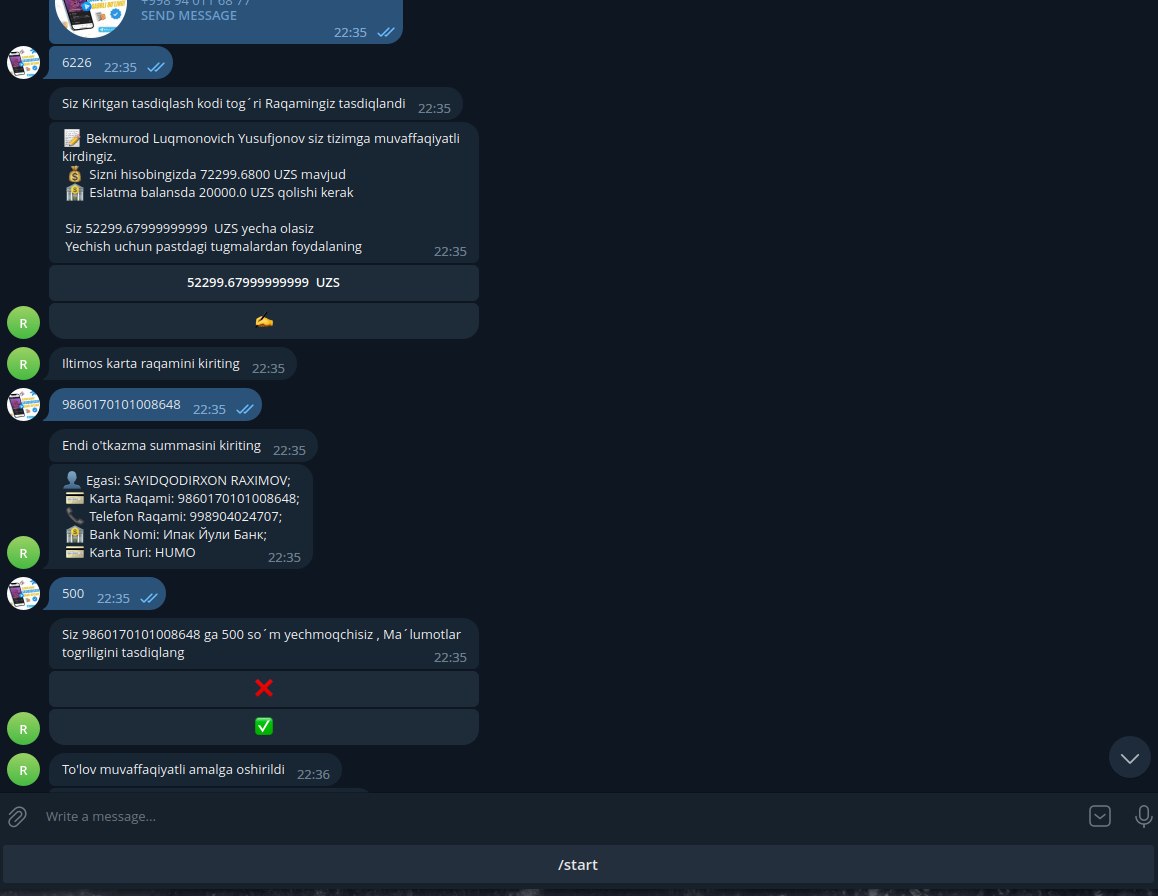 +998 94 011 68 77
SEND MESSAGE
22:35
6226 22:35
Siz Kiritgan tasdiqlash kodi tog´ri Raqamingiz tasdiqlandi 22:35
Bekmurod Luqmonovich Yusufjonov siz tizimga muvaffaqiyatli
kirdingiz.
Sizni hisobingizda 72299.6800 UZS mavjud
Eslatma balansda 20000.0 UZS qolishi kerak
Siz 52299.67999999999 UZS yecha olasiz
Yechish uchun pastdagi tugmalardan foydalaning 22:35
52299.67999999999 UZS
R
R
Iltimos karta raqamini kiriting 22:35
9860170101008648 22:35
Endi o'tkazma summasini kiriting 22:35
Egasi: SAYIDQODIRXON RAXIMOV;
Karta Raqami: 9860170101008648;
Telefon Raqami: 998904024707;
Bank Nomi: Ипак Йули Банк;
Karta Turi: HUMO 22:35
R
500 22:35
Siz 9860170101008648 ga 500 so´m yechmoqchisiz , Ma´lumotlar
togriligini tasdiqlang 22:35
R
R
To'lov muvaffaqiyatli amalga oshirildi 22:36
Write a message...
/start